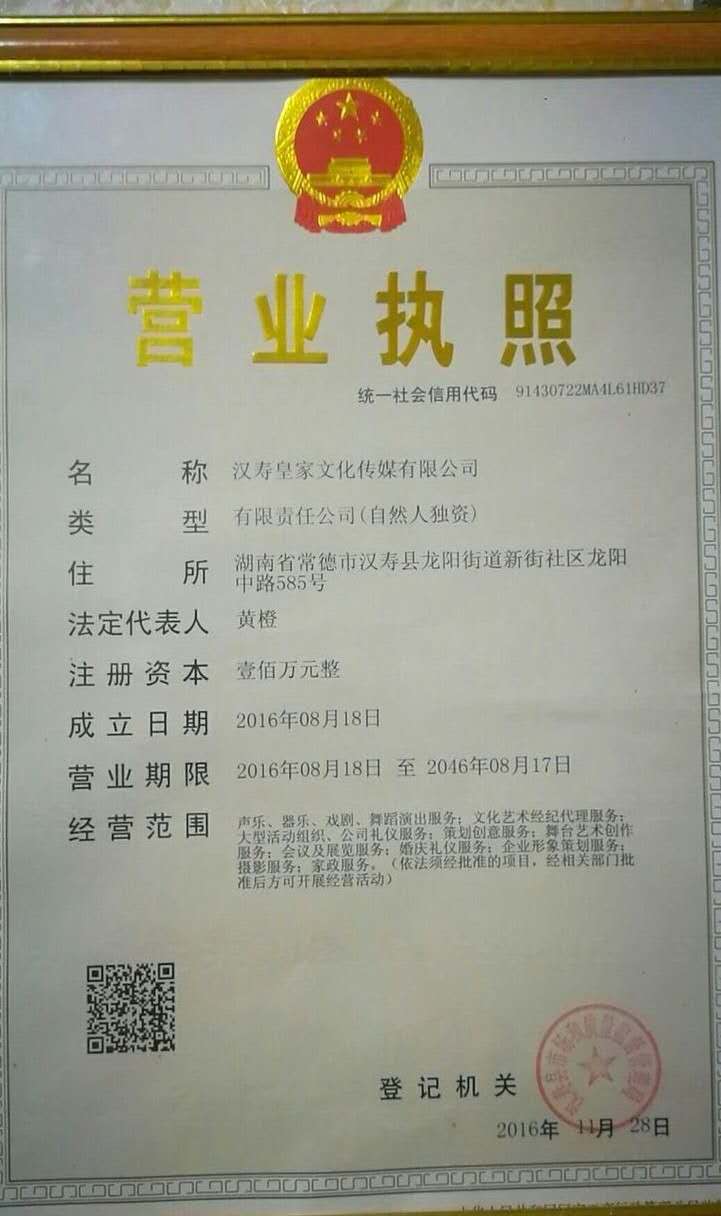 营业执照
统一社会信用代码 91430722MA4L61HD37
名称 汉寿皇家文化传媒有限公司
类型 有限责任公司(自然人独资)
住所 湖南省常德市汉寿县龙阳街道新街社区龙阳
中路585号
法定代表人 黄橙
注册资本 壹佰万元整
成立日期 2016年08月18日
营业期限 2016年08月18日 至 2046年08月17日
经营范围 声乐、器乐、戏剧、舞蹈演出服务；文化艺术经纪代理服务；
大型活动组织、公司礼仪服务；策划创意服务；舞台艺术创作
服务；会议及展览服务；婚庆礼仪服务；企业形象策划服务；
摄影服务；家政服务。（依法须经批准的项目，经相关部门批
准后方可开展经营活动）
登记机关
2016年 11月 28日